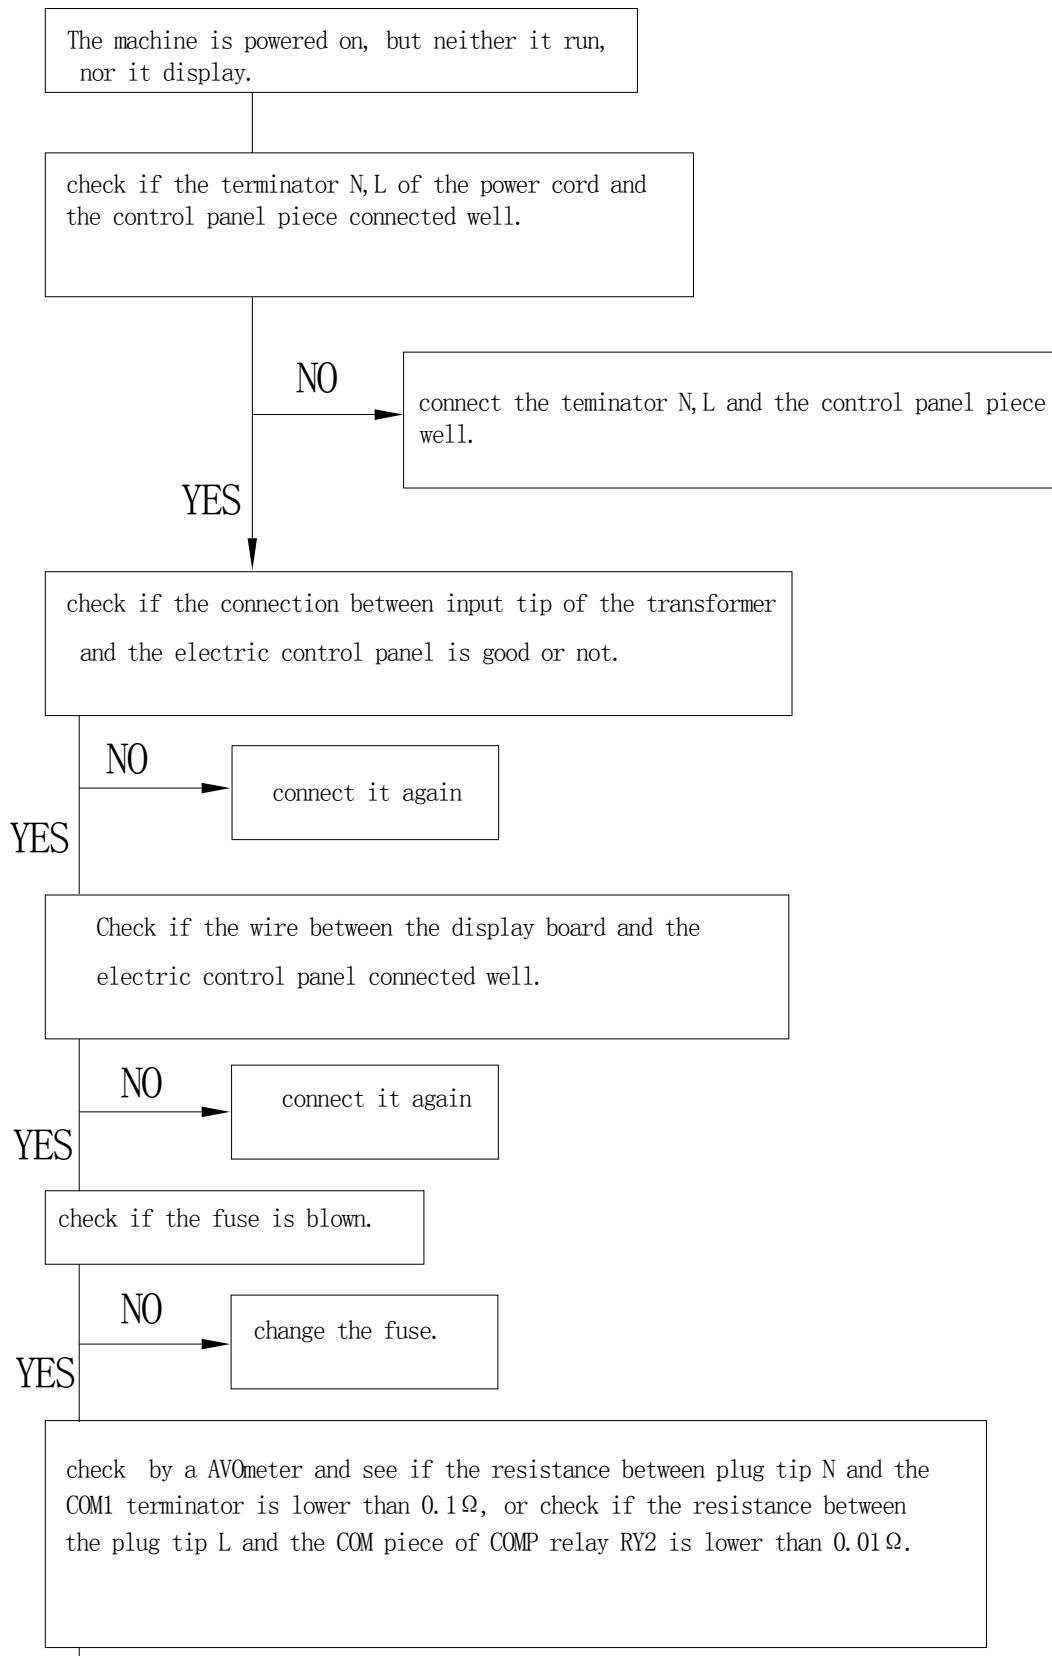 The machine is powered on, but neither it run,
nor it display.
check if the terminator N,L of the power cord and
the control panel piece connected well.
NO
connect the teminator N,L and the control panel piece
well.
YES
check if the connection between input tip of the transformer
and the electric control panel is good or not.
NO
connect it again
YES
Check if the wire between the display board and the
electric control panel connected well.
NO
connect it again
YES
check if the fuse is blown.
NO
change the fuse.
YES
check by a AVOmeter and see if the resistance between plug tip N and the
COM1 terminator is lower than 0.1Ω, or check if the resistance between
the plug tip L and the COM piece of COMP relay RY2 is lower than 0.01Ω.